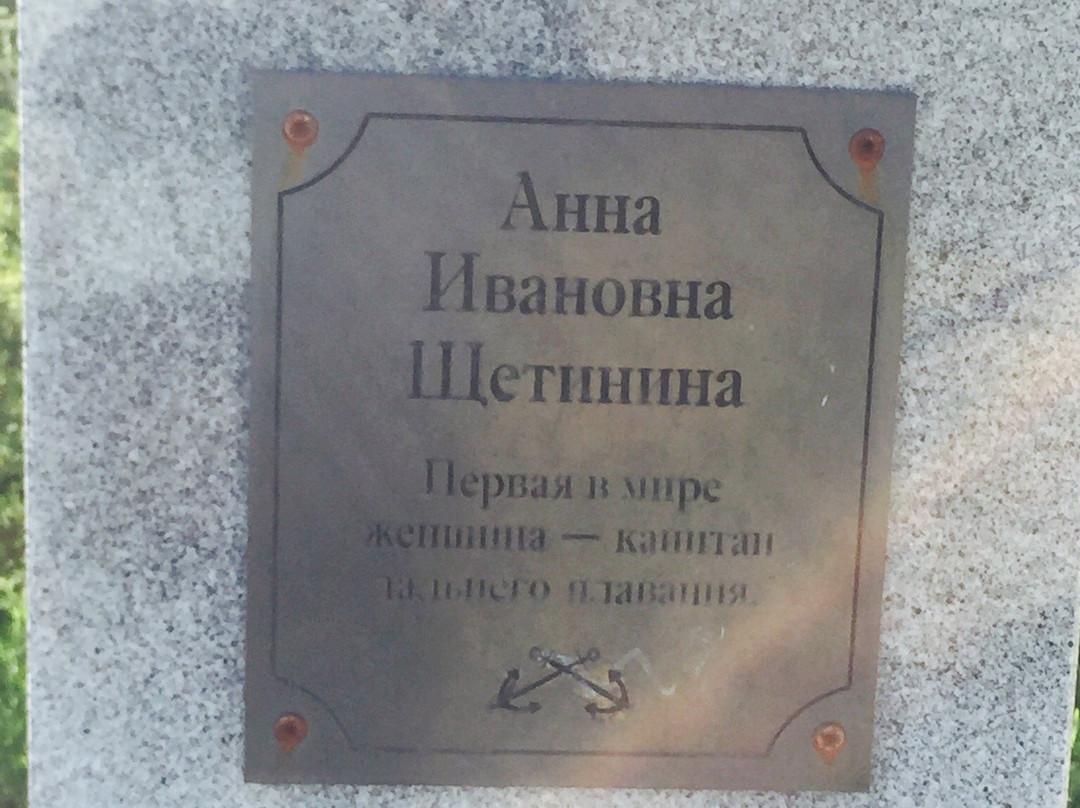 Анна
Ивановна
Щетинина
Первая в мире
женщина — капитан
дальнего плавания.